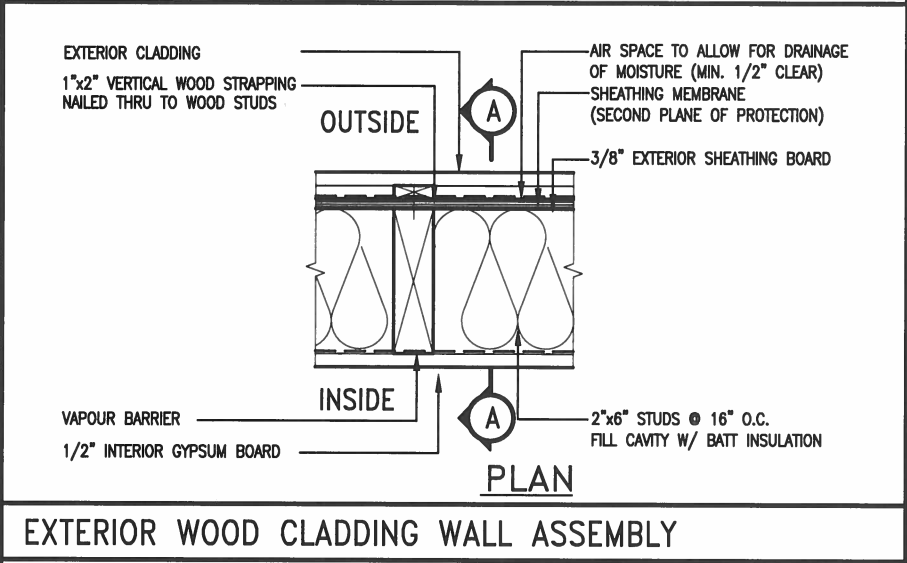 EXTERIOR CLADDING
1"x2" VERTICAL WOOD STRAPPING
NAILED THRU TO WOOD STUDS
OUTSIDE
A
AIR SPACE TO ALLOW FOR DRAINAGE
OF MOISTURE (MIN. 1/2" CLEAR)
SHEATHING MEMBRANE
(SECOND PLANE OF PROTECTION)
3/8" EXTERIOR SHEATHING BOARD
INSIDE
VAPOUR BARRIER
1/2" INTERIOR GYPSUM BOARD
A
2"x6" STUDS @ 16" O.C.
FILL CAVITY W/ BATT INSULATION
PLAN
EXTERIOR WOOD CLADDING WALL ASSEMBLY